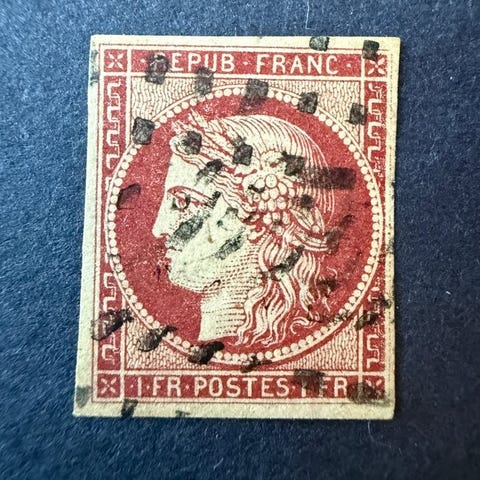 REPUB · FRANC ·
1 · FR · POSTES · 1 · FR